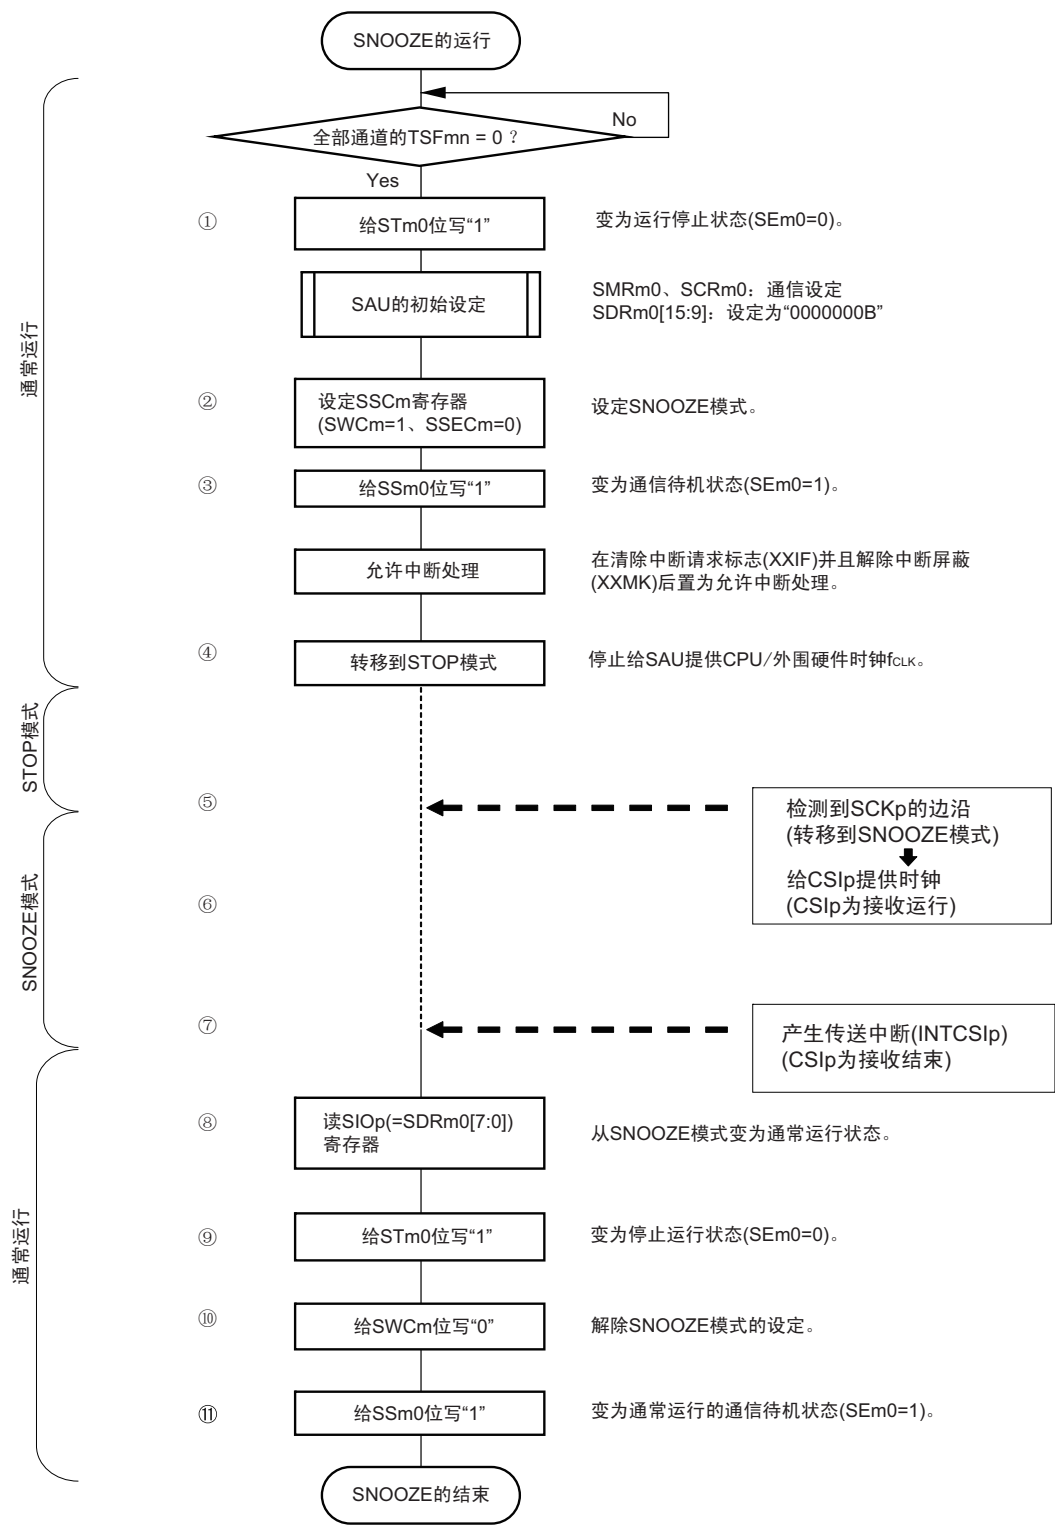 SNOOZE的运行
No
全部通道的TSFmn = 0 ?
Yes
① 给STm0位写“1” 变为运行停止状态(SEm0=0)。
SAU的初始设定
SMRm0、SCRm0：通信设定
SDRm0[15:9]：设定为“0000000B”
通常运行
② 设定SSCm寄存器
(SWCm=1、SSECm=0)
设定SNOOZE模式。
③ 给SSm0位写“1” 变为通信待机状态(SEm0=1)。
允许中断处理
在清除中断请求标志(XXIF)并且解除中断屏蔽
(XXMK)后置为允许中断处理。
④ 转移到STOP模式 停止给SAU提供CPU/外围硬件时钟fCLK。
STOP模式
⑤
检测到SCKp的边沿
(转移到SNOOZE模式)
给CSIp提供时钟
(CSIp为接收运行)
⑥
SNOOZE模式
⑦
产生传送中断(INTCSIp)
(CSIp为接收结束)
⑧ 读SIOp(=SDRm0[7:0])
寄存器
从SNOOZE模式变为通常运行状态。
通常运行
⑨ 给STm0位写“1” 变为停止运行状态(SEm0=0)。
⑩ 给SWCm位写“0” 解除SNOOZE模式的设定。
⑪ 给SSm0位写“1” 变为通常运行的通信待机状态(SEm0=1)。
SNOOZE的结束